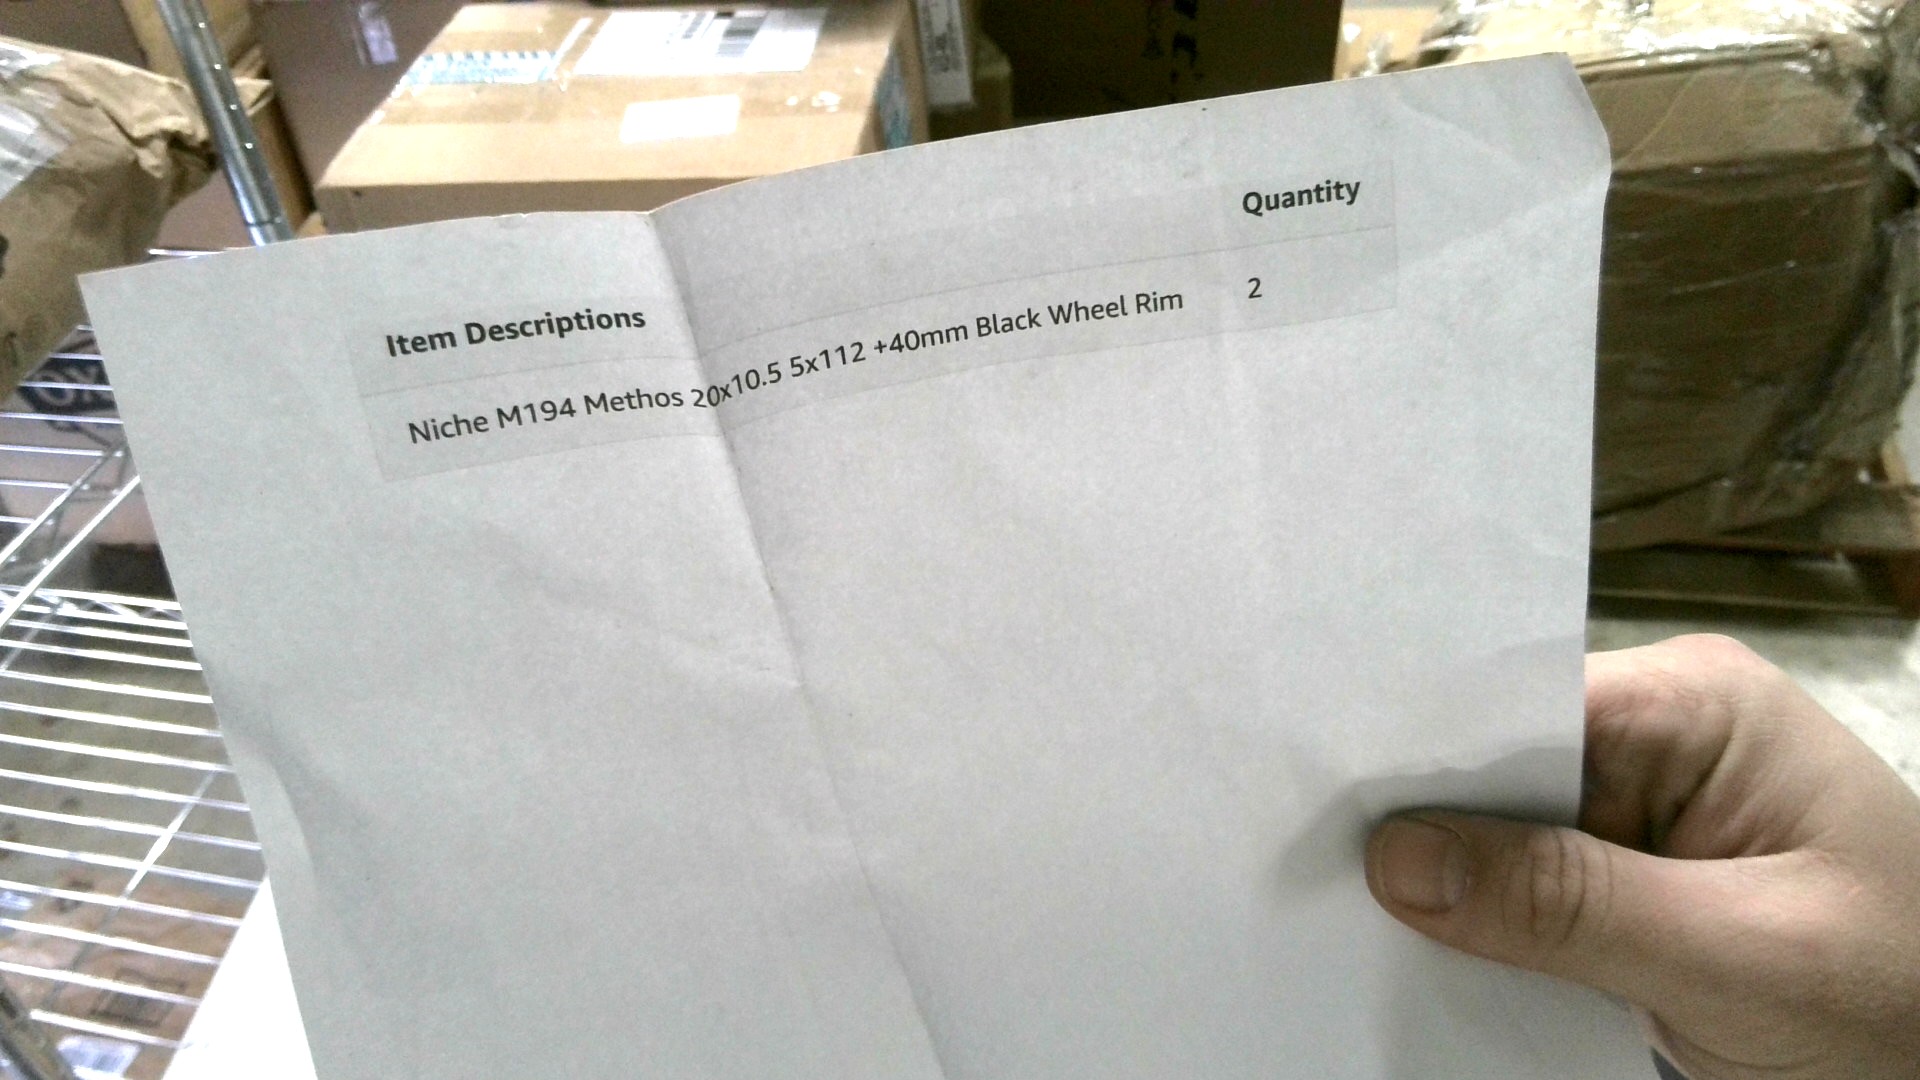 Item Descriptions Quantity
Niche M194 Methos 20x10.5 5x112 +40mm Black Wheel Rim 2